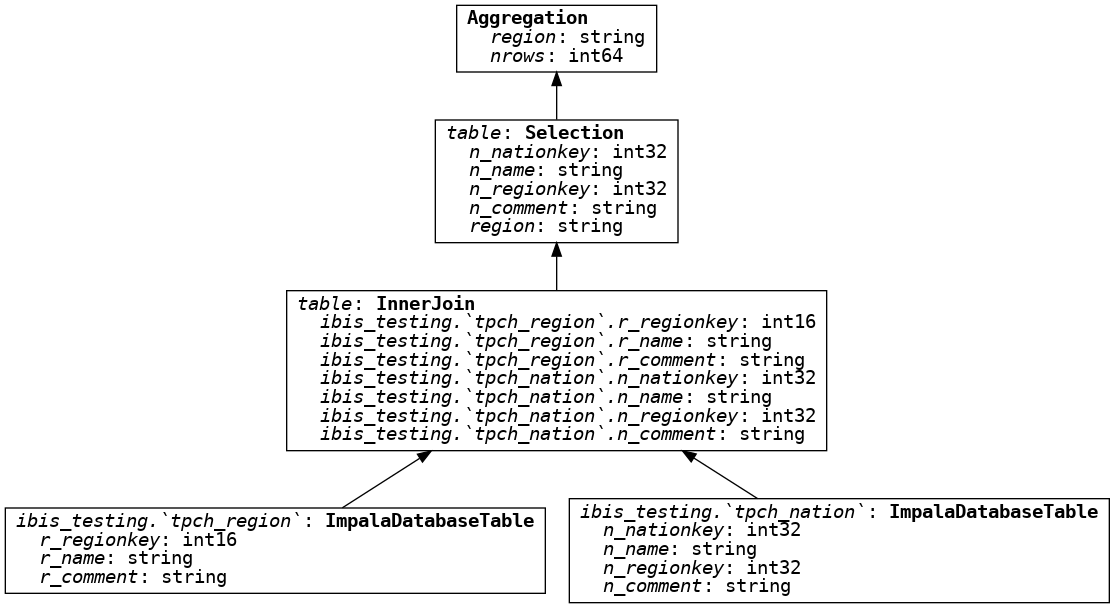 Aggregation
region: string
nrows: int64
table: Selection
n_nationkey: int32
n_name: string
n_regionkey: int32
n_comment: string
region: string
table: InnerJoin
ibis_testing.`tpch_region`.r_regionkey: int16
ibis_testing.`tpch_region`.r_name: string
ibis_testing.`tpch_region`.r_comment: string
ibis_testing.`tpch_nation`.n_nationkey: int32
ibis_testing.`tpch_nation`.n_name: string
ibis_testing.`tpch_nation`.n_regionkey: int32
ibis_testing.`tpch_nation`.n_comment: string
ibis_testing.`tpch_region`: ImpalaDatabaseTable
r_regionkey: int16
r_name: string
r_comment: string
ibis_testing.`tpch_nation`: ImpalaDatabaseTable
n_nationkey: int32
n_name: string
n_regionkey: int32
n_comment: string